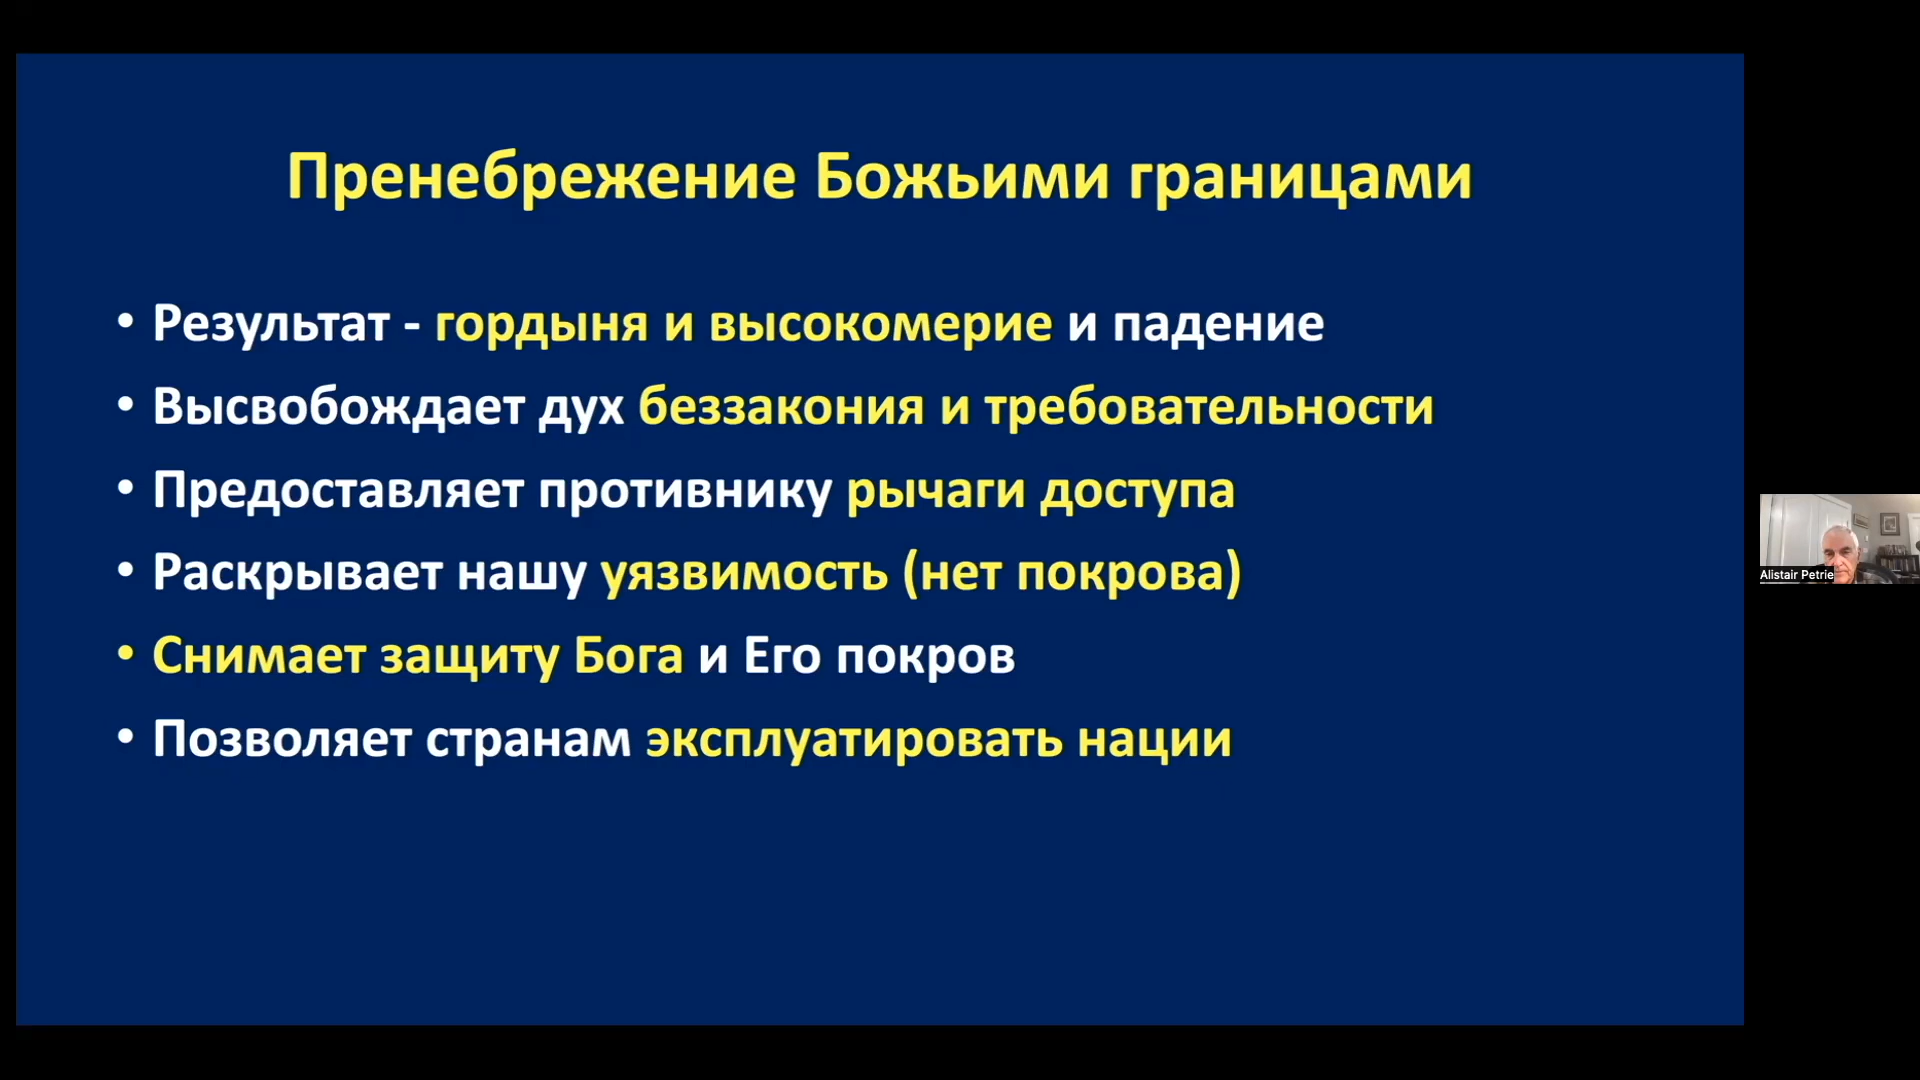 Пренебрежение Божьими границами
• Результат - гордыня и высокомерие и падение
• Высвобождает дух беззакония и требовательности
• Предоставляет противнику рычаги доступа
• Раскрывает нашу уязвимость (нет покрова)
• Снимает защиту Бога и Его покров
• Позволяет странам эксплуатировать нации
Alistair Petrie